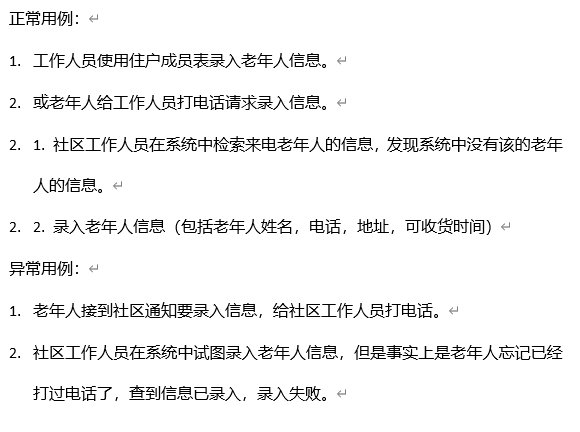 正常用例：
1. 工作人员使用住户成员表录入老年人信息。
2. 或老年人给工作人员打电话请求录入信息。
2. 1. 社区工作人员在系统中检索来电老年人的信息，发现系统中没有该的老年
人的信息。
2. 2. 录入老年人信息（包括老年人姓名，电话，地址，可收货时间）
异常用例：
1. 老年人接到社区通知要录入信息，给社区工作人员打电话。
2. 社区工作人员在系统中试图录入老年人信息，但是事实上是老年人忘记已经
打过电话了，查到信息已录入，录入失败。